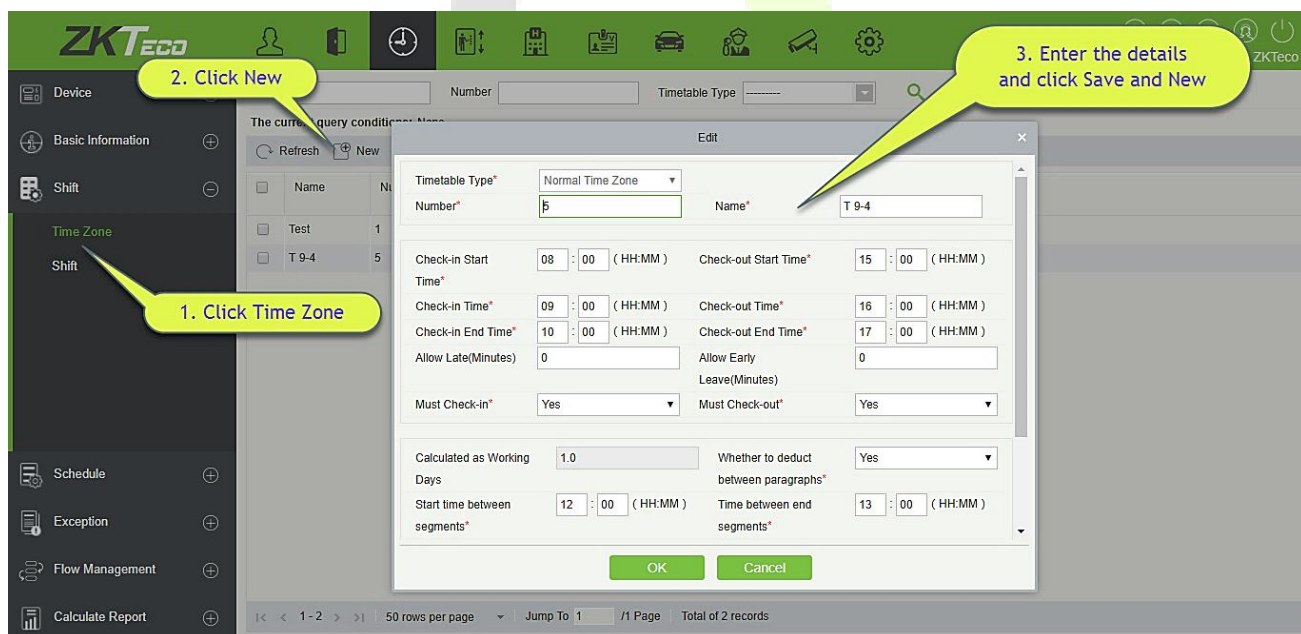 ZKTeco
ZKTeco
2. Click New
3. Enter the details
and click Save and New
Device
Number
Timetable Type ---------
The current query conditions: None
Basic Information
Refresh
New
Edit
Shift
Name
Timetable Type* Normal Time Zone
Number* 5 Name* T 9-4
Time Zone
Test 1
Shift
T 9-4 5
1. Click Time Zone
Check-in Start
Time*
08 : 00 ( HH:MM )
Check-out Start Time* 15 : 00 ( HH:MM )
Check-in Time* 09 : 00 ( HH:MM ) Check-out Time* 16 : 00 ( HH:MM )
Check-in End Time* 10 : 00 ( HH:MM ) Check-out End Time* 17 : 00 ( HH:MM )
Allow Late(Minutes) 0
Allow Early
Leave(Minutes)
0
Must Check-in* Yes Must Check-out* Yes
Calculated as Working
Days
1.0
Whether to deduct
between paragraphs*
Yes
Start time between
segments*
12 : 00 ( HH:MM )
Time between end
segments*
13 : 00 ( HH:MM )
OK Cancel
Schedule
Exception
Flow Management
Calculate Report
|< < 1 - 2 > >| 50 rows per page Jump To 1 /1 Page Total of 2 records